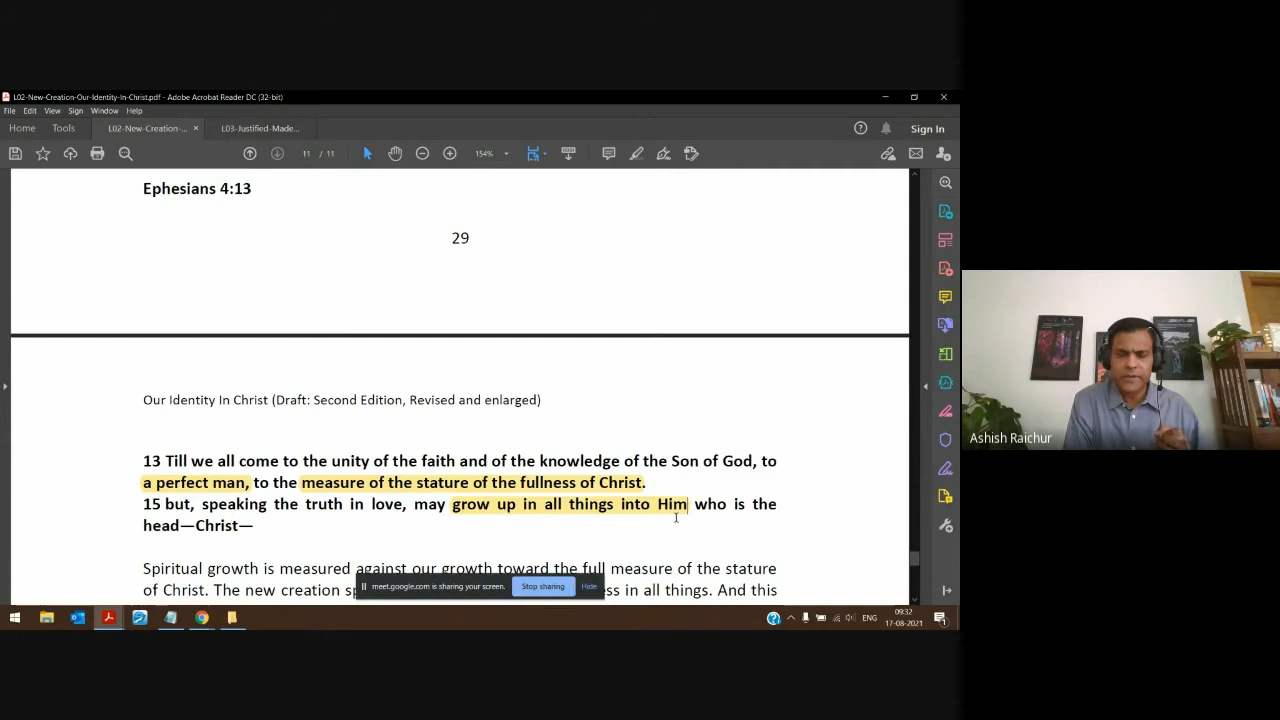 L02-New-Creation-Our-Identity-In-Christ.pdf - Adobe Acrobat Reader DC (32-bit)
File Edit View Sign Window Help
Home Tools L02-New-Creation-... × L03-Justified-Made... Sign In
11 / 11 154%
Ephesians 4:13
29
Our Identity In Christ (Draft: Second Edition, Revised and enlarged)
13 Till we all come to the unity of the faith and of the knowledge of the Son of God, to
a perfect man, to the measure of the stature of the fullness of Christ.
15 but, speaking the truth in love, may grow up in all things into Him who is the
head—Christ—
Spiritual growth is measured against our growth toward the full measure of the stature
of Christ. The new creation ss in all things. And this
meet.google.com is sharing your screen. Stop sharing Hide
Ashish Raichur
ENG
09:32
17-08-2021